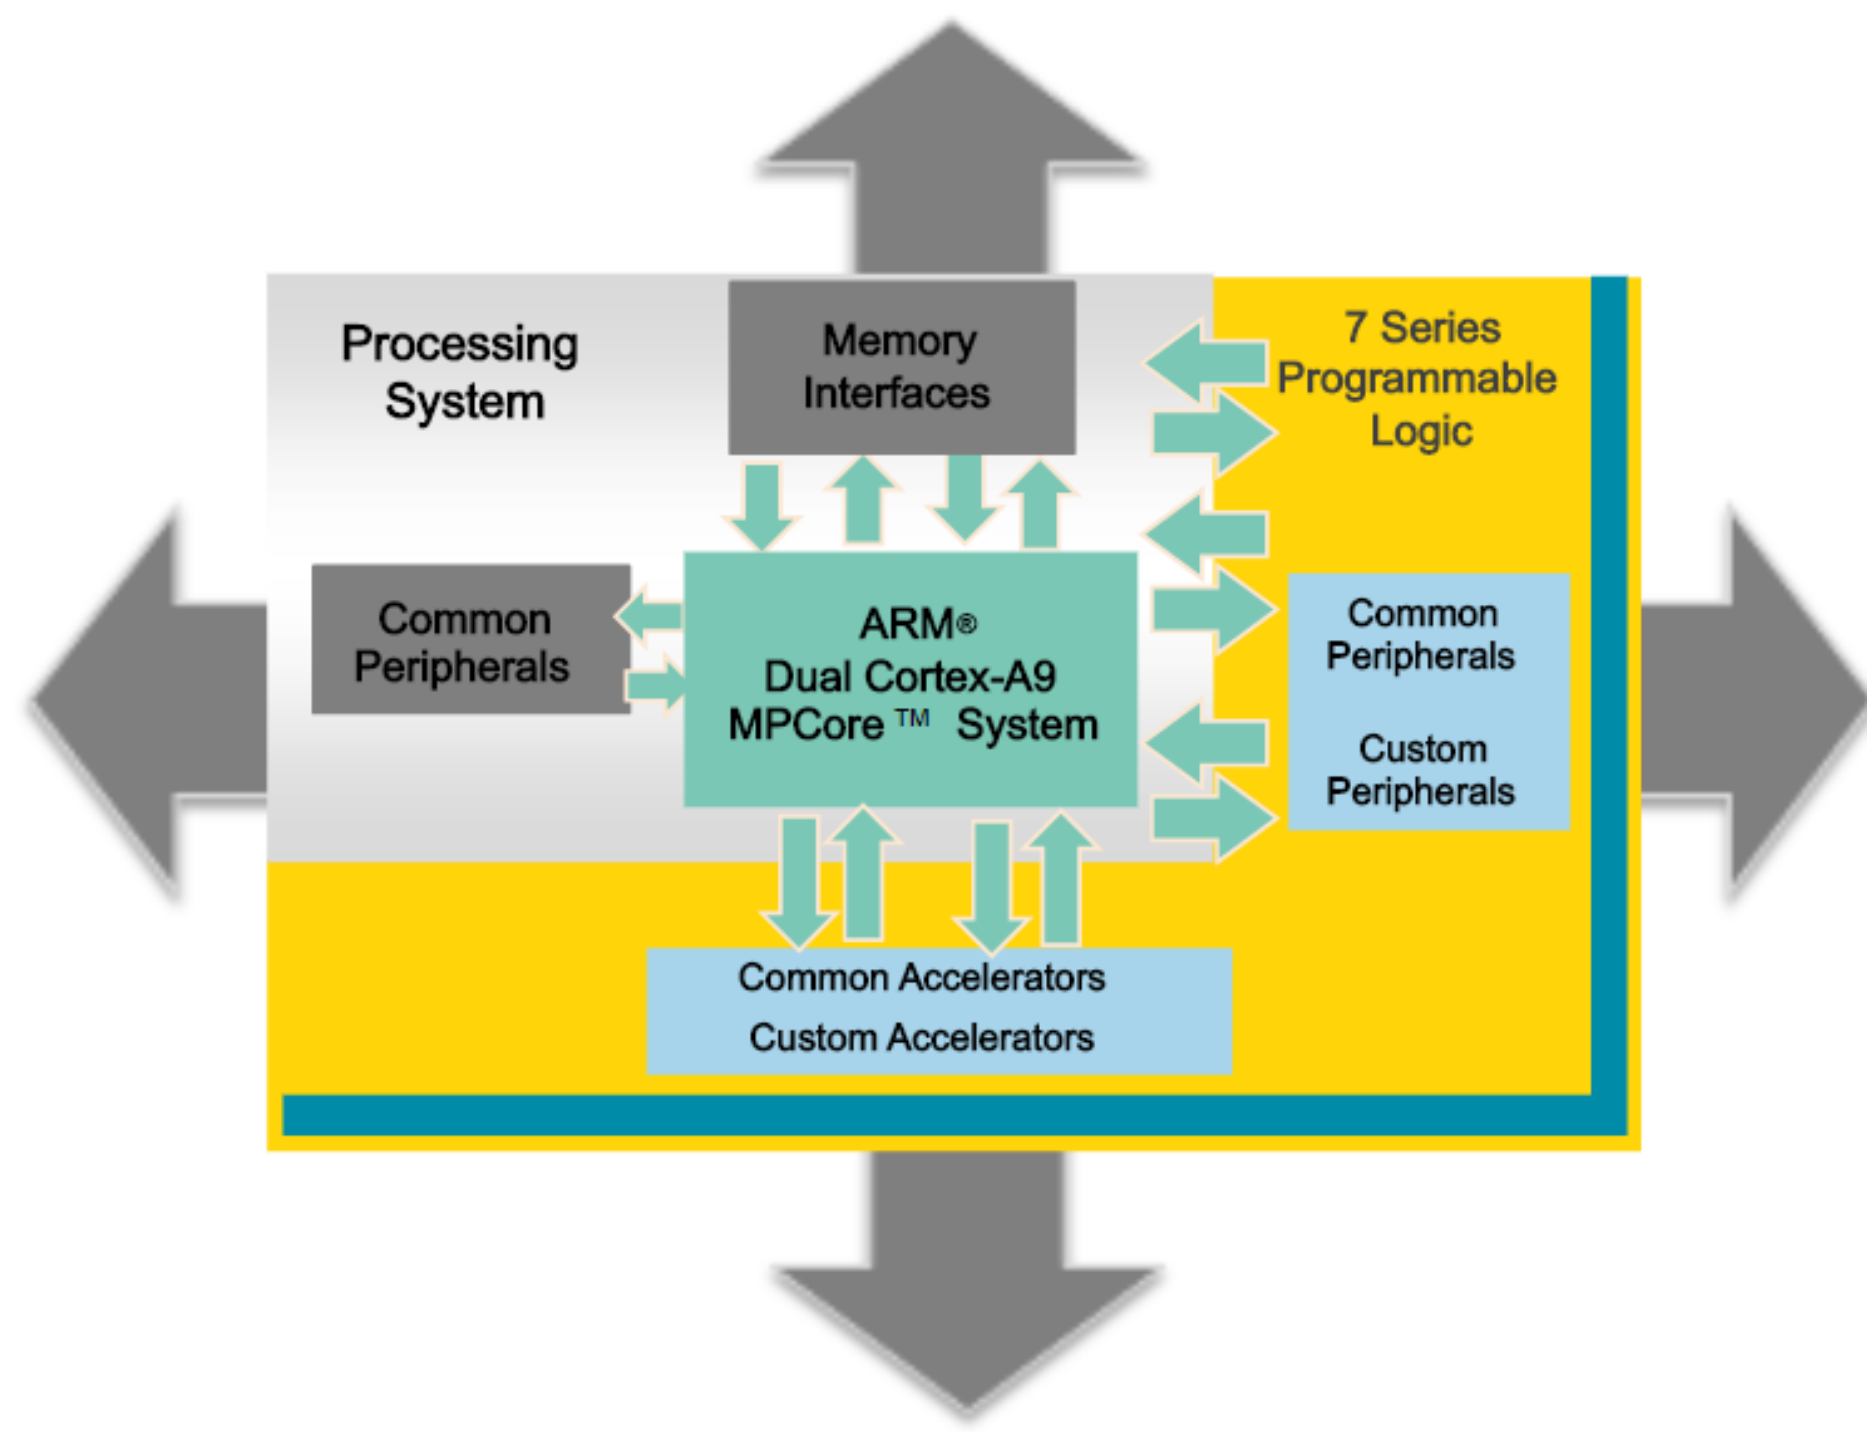 Processing
System
Memory
Interfaces
7 Series
Programmable
Logic
Common
Peripherals
ARM®
Dual Cortex-A9
MPCore™ System
Common
Peripherals
Custom
Peripherals
Common Accelerators
Custom Accelerators